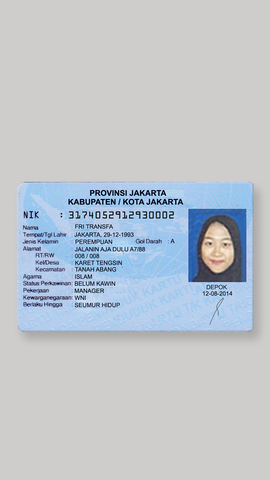 PROVINSI JAKARTA
KABUPATEN / KOTA JAKARTA
NIK : 3174052912930002
Nama FRI TRANSFA
Tempat/Tgl Lahir JAKARTA, 29-12-1993
Jenis Kelamin PEREMPUAN Gol Darah : A
Alamat JALANIN AJA DULU A7/88
RT/RW 008 / 008
Kel/Desa KARET TENGSIN
Kecamatan TANAH ABANG
Agama ISLAM
Status Perkawinan: BELUM KAWIN
Pekerjaan MANAGER
Kewarganegaraan: WNI
Berlaku Hingga SEUMUR HIDUP
DEPOK
12-08-2014